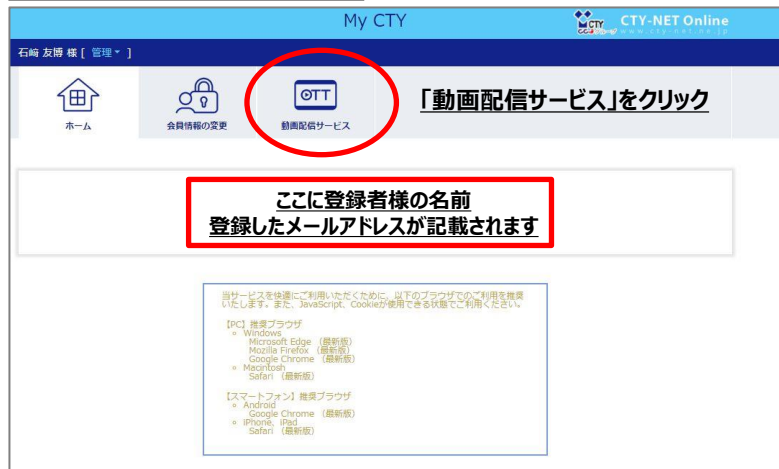 My CTY
CTY CTY-NET Online
www.cty-net.ne.jp
石﨑 友博 様 [ 管理 ]
OTT
ホーム
会員情報の変更
動画配信サービス
「動画配信サービス」をクリック
ここに登録者様の名前
登録したメールアドレスが記載されます
当サービスを快適にご利用いただくために、以下のブラウザでのご利用を推奨
いたします。また、JavaScript、Cookieが使用できる状態でご利用ください。
【PC】推奨ブラウザ
Windows
Microsoft Edge （最新版）
Mozilla Firefox （最新版）
Google Chrome （最新版）
Macintosh
Safari （最新版）
【スマートフォン】推奨ブラウザ
Android
Google Chrome （最新版）
iPhone, iPad
Safari （最新版）